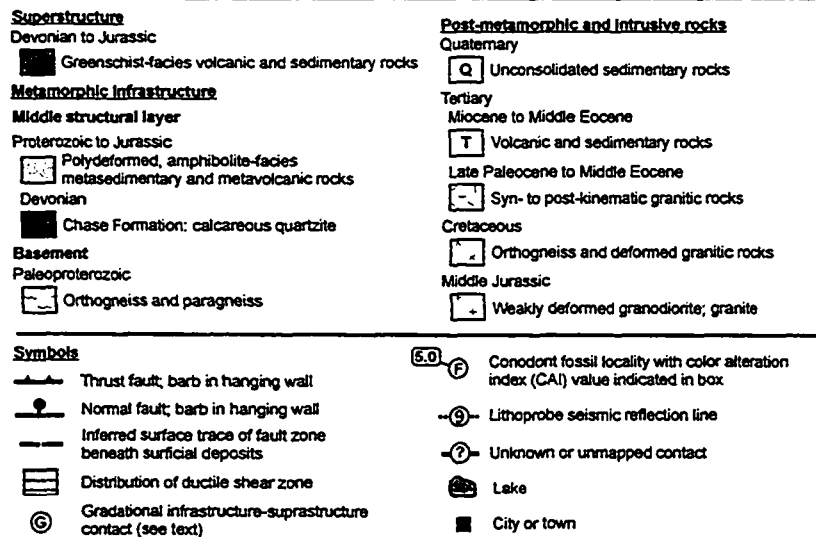 Superstructure
Devonian to Jurassic
Greenschist-facies volcanic and sedimentary rocks
Metamorphic Infrastructure
Middle structural layer
Proterozoic to Jurassic
Polydeformed, amphibolite-facies
metasedimentary and metavolcanic rocks
Devonian
Chase Formation: calcareous quartzite
Basement
Paleoproterozoic
Orthogneiss and paragneiss
Post-metamorphic and intrusive rocks
Quaternary
Q Unconsolidated sedimentary rocks
Tertiary
Miocene to Middle Eocene
T Volcanic and sedimentary rocks
Late Paleocene to Middle Eocene
Syn- to post-kinematic granitic rocks
Cretaceous
Orthogneiss and deformed granitic rocks
Middle Jurassic
Weakly deformed granodiorite; granite
Symbols
Thrust fault; barb in hanging wall
Normal fault; barb in hanging wall
Inferred surface trace of fault zone
beneath surficial deposits
Distribution of ductile shear zone
G Gradational infrastructure-suprastructure
contact (see text)
5.0 F Conodont fossil locality with color alteration
index (CAI) value indicated in box
9 Lithoprobe seismic reflection line
? Unknown or unmapped contact
Lake
City or town